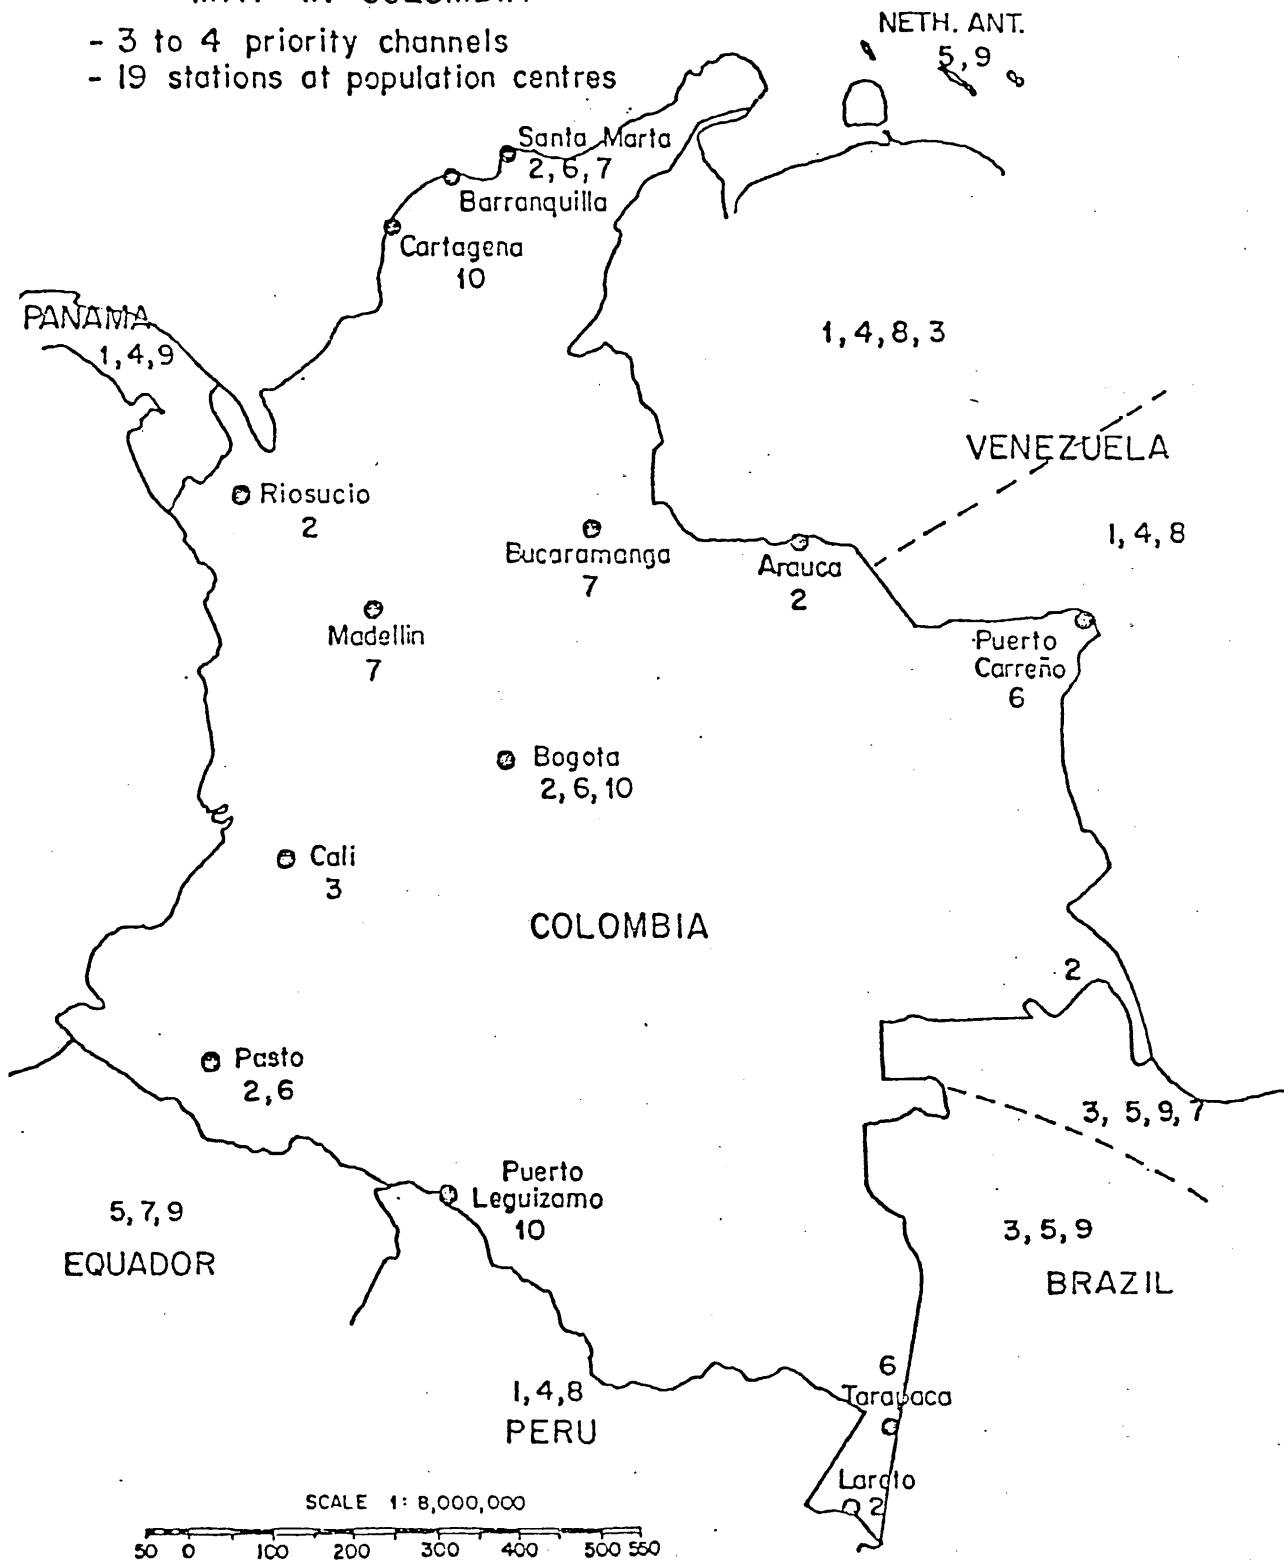 - 3 to 4 priority channels
- 19 stations at population centres
NETH. ANT.
5, 9
Santa Marta
2, 6, 7
Barranquilla
Cartagena
10
PANAMA
1, 4, 9
1, 4, 8, 3
VENEZUELA
1, 4, 8
Riosucio
2
Bucaramanga
7
Arauca
2
Madellin
7
Puerto
Carreño
6
Bogota
2, 6, 10
Cali
3
COLOMBIA
2
Pasto
2, 6
3, 5, 9, 7
Puerto
Leguizamo
10
5, 7, 9
EQUADOR
3, 5, 9
BRAZIL
6
Tarapaca
1, 4, 8
PERU
2
SCALE 1: 8,000,000
50 0 100 200 300 400 500 550